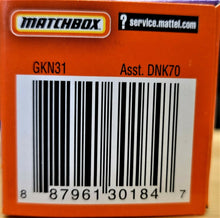 MATCHBOX
? service.mattel.com
GKN31 Asst. DNK70
8 87961 30184 7